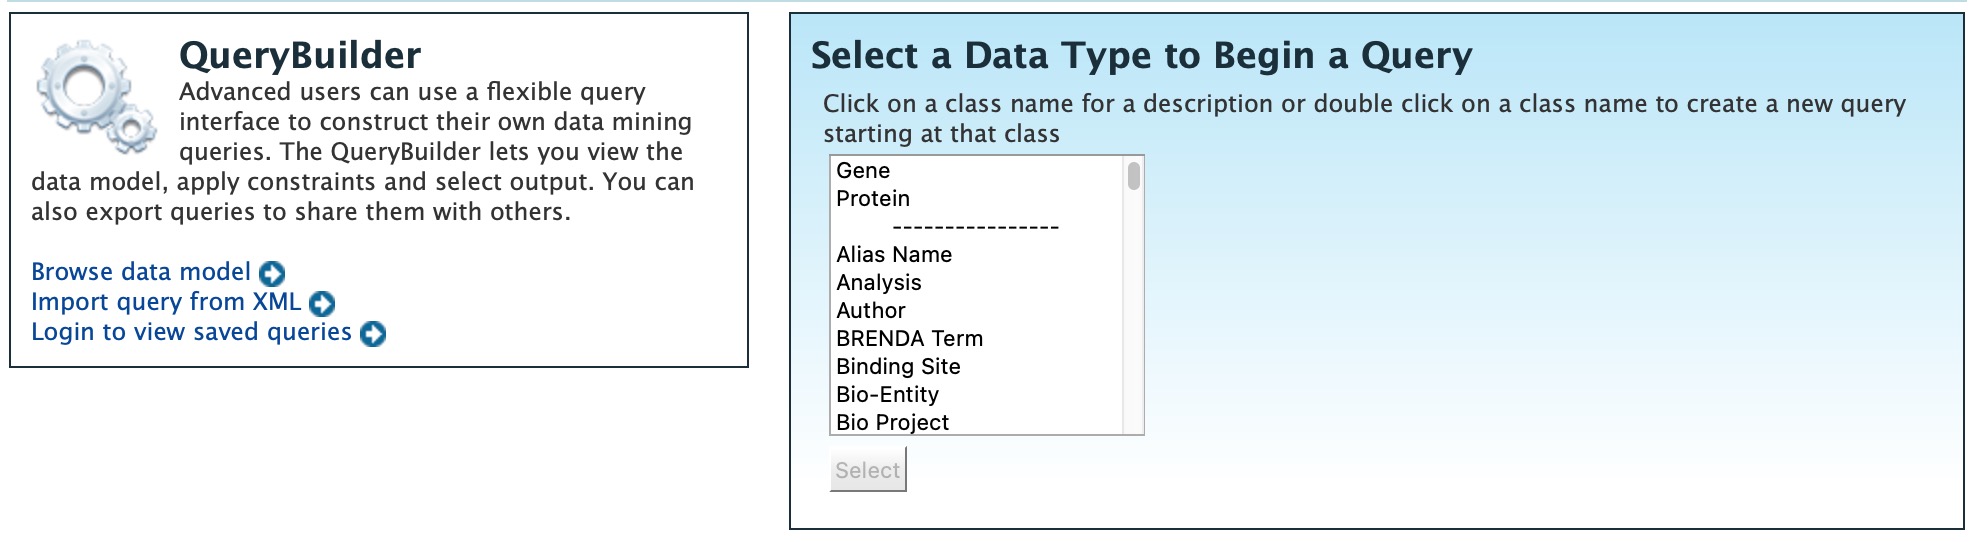 QueryBuilder
Advanced users can use a flexible query
interface to construct their own data mining
queries. The QueryBuilder lets you view the
data model, apply constraints and select output. You can
also export queries to share them with others.
Browse data model
Import query from XML
Login to view saved queries
Select a Data Type to Begin a Query
Click on a class name for a description or double click on a class name to create a new query
starting at that class
Gene
Protein
----------------
Alias Name
Analysis
Author
BRENDA Term
Binding Site
Bio-Entity
Bio Project
Select